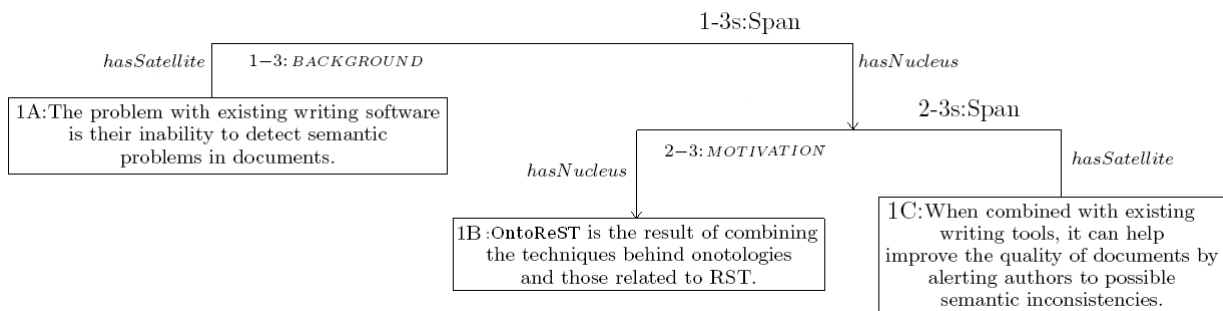 1-3s:Span
hasSatellite
1−3: BACKGROUND
hasNucleus
1A:The problem with existing writing software
is their inability to detect semantic
problems in documents.
2-3s:Span
2−3: MOTIVATION
hasNucleus
hasSatellite
1B :OntoReST is the result of combining
the techniques behind onotologies
and those related to RST.
1C:When combined with existing
writing tools, it can help
improve the quality of documents by
alerting authors to possible
semantic inconsistencies.